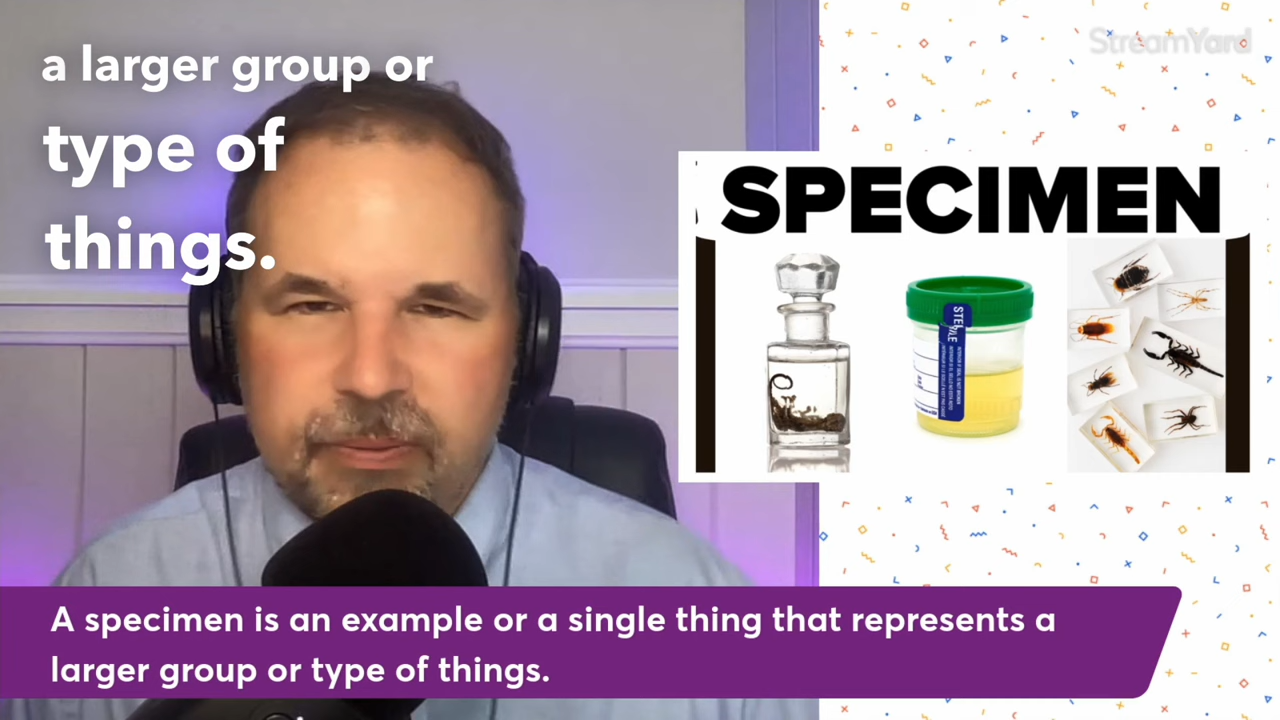 a larger group or
type of
things.
StreamYard
SPECIMEN
STERILE
A specimen is an example or a single thing that represents a
larger group or type of things.